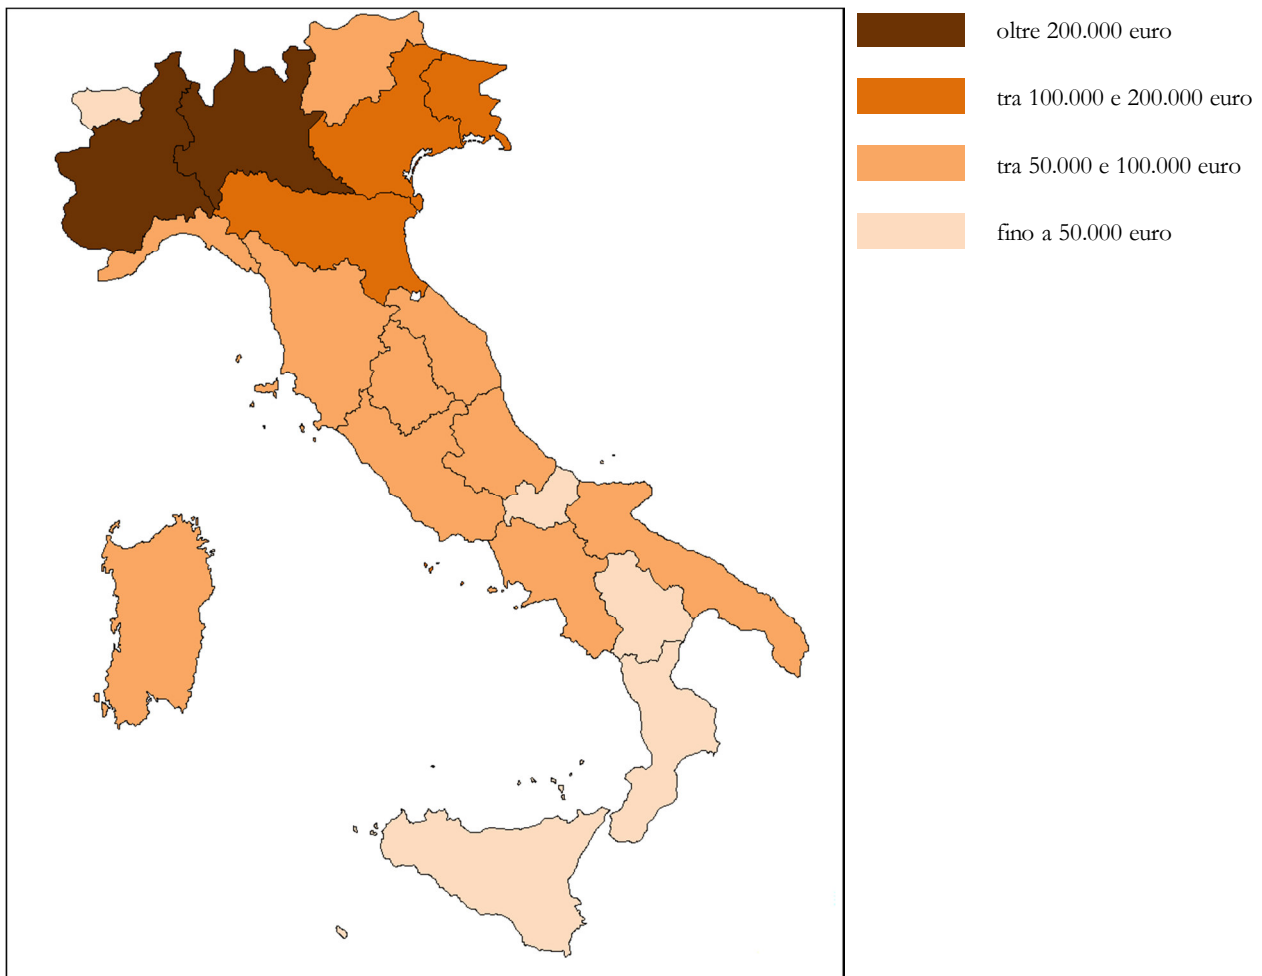 oltre 200.000 euro
tra 100.000 e 200.000 euro
tra 50.000 e 100.000 euro
fino a 50.000 euro